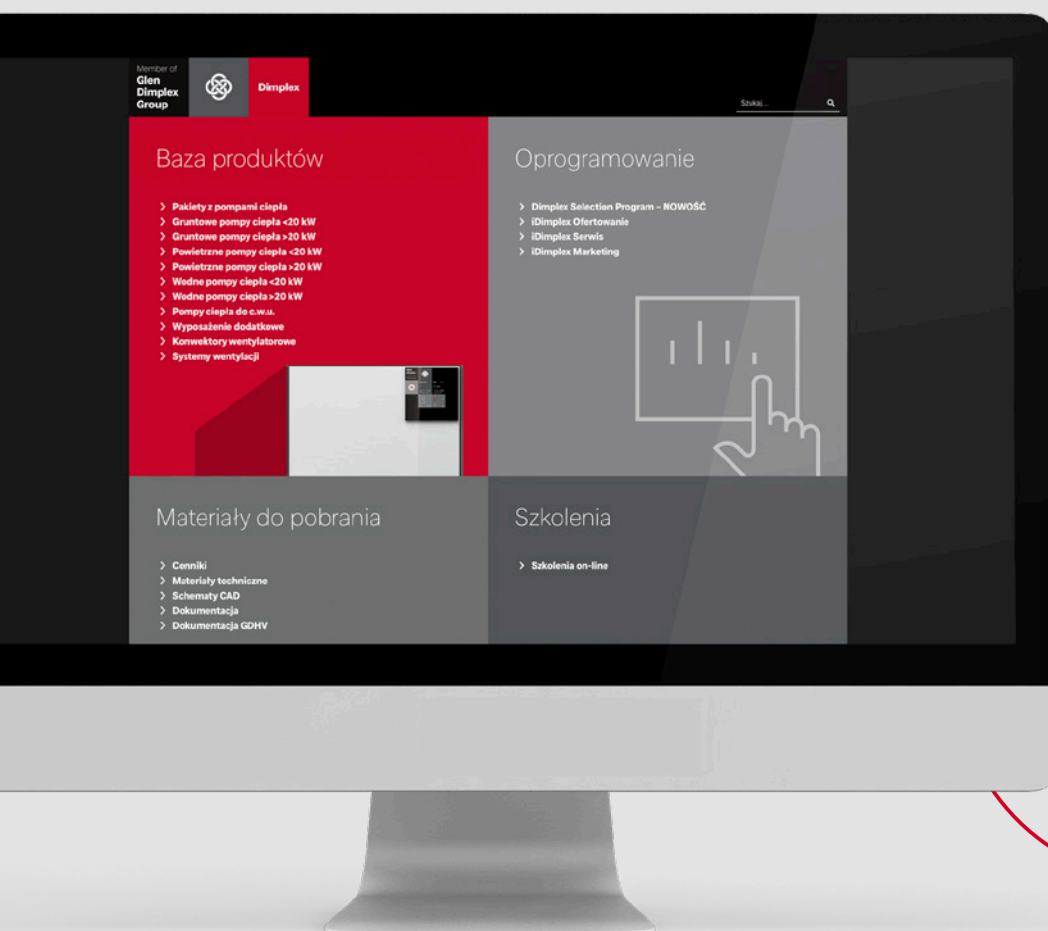 Member of
Glen
Dimplex
Group
Dimplex
Szukaj...
Baza produktów
Pakiety z pompami ciepła
Gruntowe pompy ciepła <20 kW
Gruntowe pompy ciepła >20 kW
Powietrzne pompy ciepła <20 kW
Powietrzne pompy ciepła >20 kW
Wodne pompy ciepła <20 kW
Wodne pompy ciepła >20 kW
Pompy ciepła do c.w.u.
Wyposażenie dodatkowe
Konwektory wentylatorowe
Systemy wentylacji
Oprogramowanie
Dimplex Selection Program – NOWOŚĆ
iDimplex Ofertowanie
iDimplex Serwis
iDimplex Marketing
Materiały do pobrania
Cenniki
Materiały techniczne
Schematy CAD
Dokumentacja
Dokumentacja GDHV
Szkolenia
Szkolenia on-line